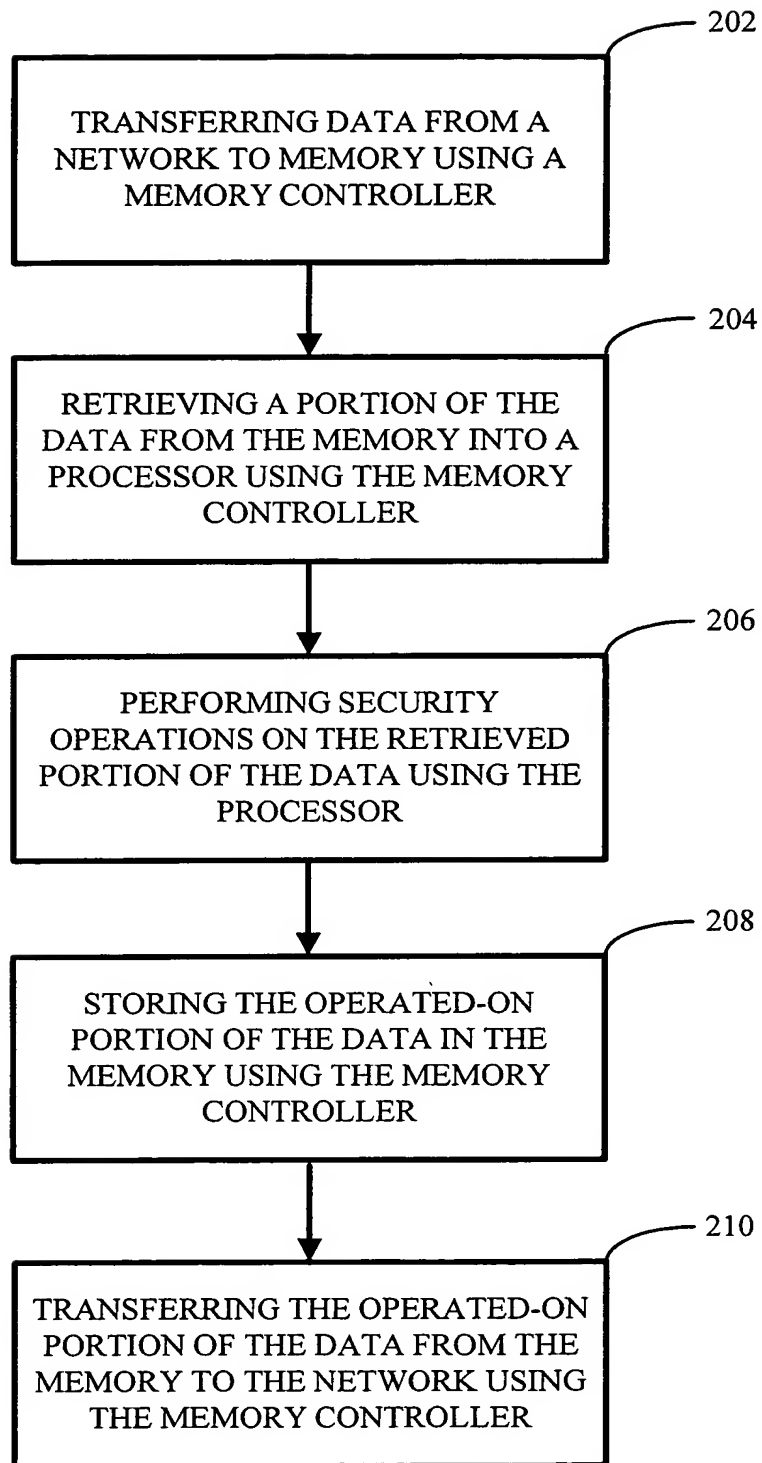 202
TRANSFERRING DATA FROM A
NETWORK TO MEMORY USING A
MEMORY CONTROLLER
204
RETRIEVING A PORTION OF THE
DATA FROM THE MEMORY INTO A
PROCESSOR USING THE MEMORY
CONTROLLER
206
PERFORMING SECURITY
OPERATIONS ON THE RETRIEVED
PORTION OF THE DATA USING THE
PROCESSOR
208
STORING THE OPERATED-ON
PORTION OF THE DATA IN THE
MEMORY USING THE MEMORY
CONTROLLER
210
TRANSFERRING THE OPERATED-ON
PORTION OF THE DATA FROM THE
MEMORY TO THE NETWORK USING
THE MEMORY CONTROLLER